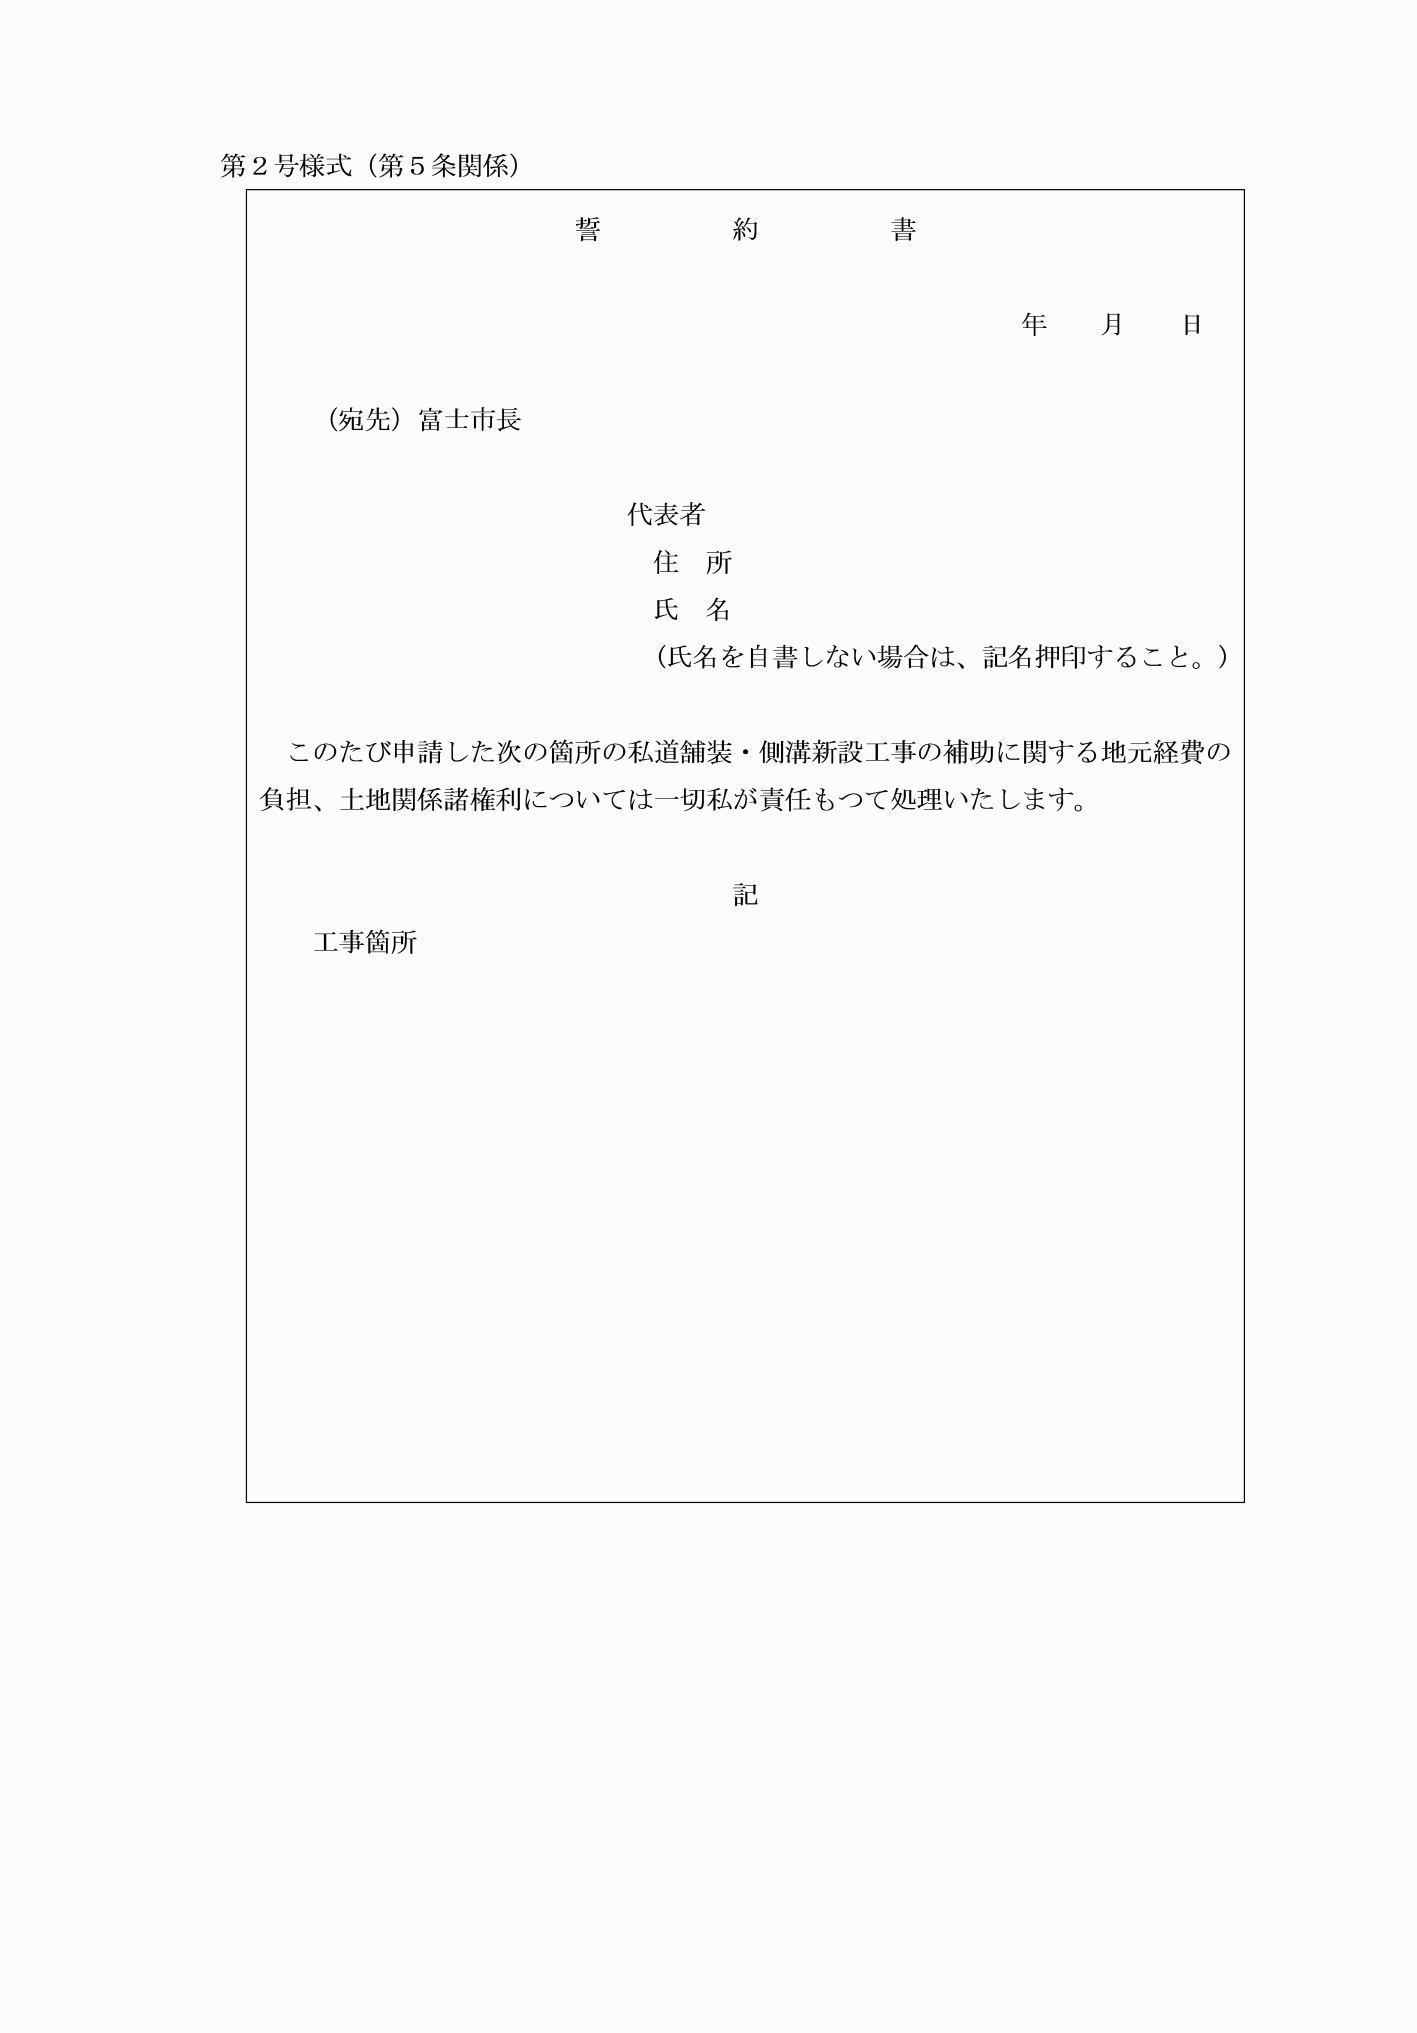 第２号様式（第５条関係）
誓　　　　　約　　　　　書
年　　月　　日
（宛先）富士市長
代表者
住　所
氏　名
（氏名を自書しない場合は、記名押印すること。）
このたび申請した次の箇所の私道舗装・側溝新設工事の補助に関する地元経費の
負担、土地関係諸権利については一切私が責任もつて処理いたします。
記
工事箇所